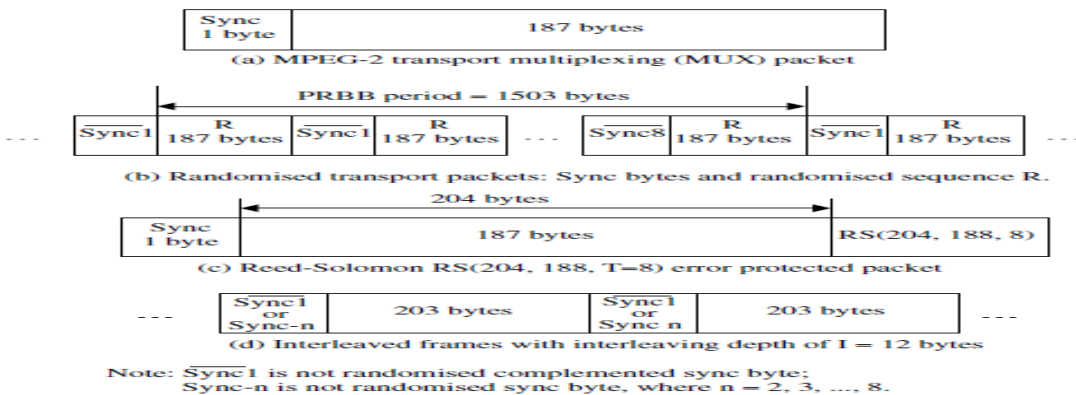 Sync
1 byte
187 bytes
(a) MPEG-2 transport multiplexing (MUX) packet
PRBB period = 1503 bytes
... Sync1 R 187 bytes Sync1 R 187 bytes ... Sync8 R 187 bytes Sync1 R 187 bytes ...
(b) Randomised transport packets: Sync bytes and randomised sequence R.
204 bytes
Sync
1 byte
187 bytes
RS(204, 188, 8)
(c) Reed-Solomon RS(204, 188, T=8) error protected packet
--- Sync1 or Sync-n 203 bytes Sync1 or Sync n 203 bytes ---
(d) Interleaved frames with interleaving depth of I = 12 bytes
Note: Sync1 is not randomised complemented sync byte;
Sync-n is not randomised sync byte, where n = 2, 3, ..., 8.